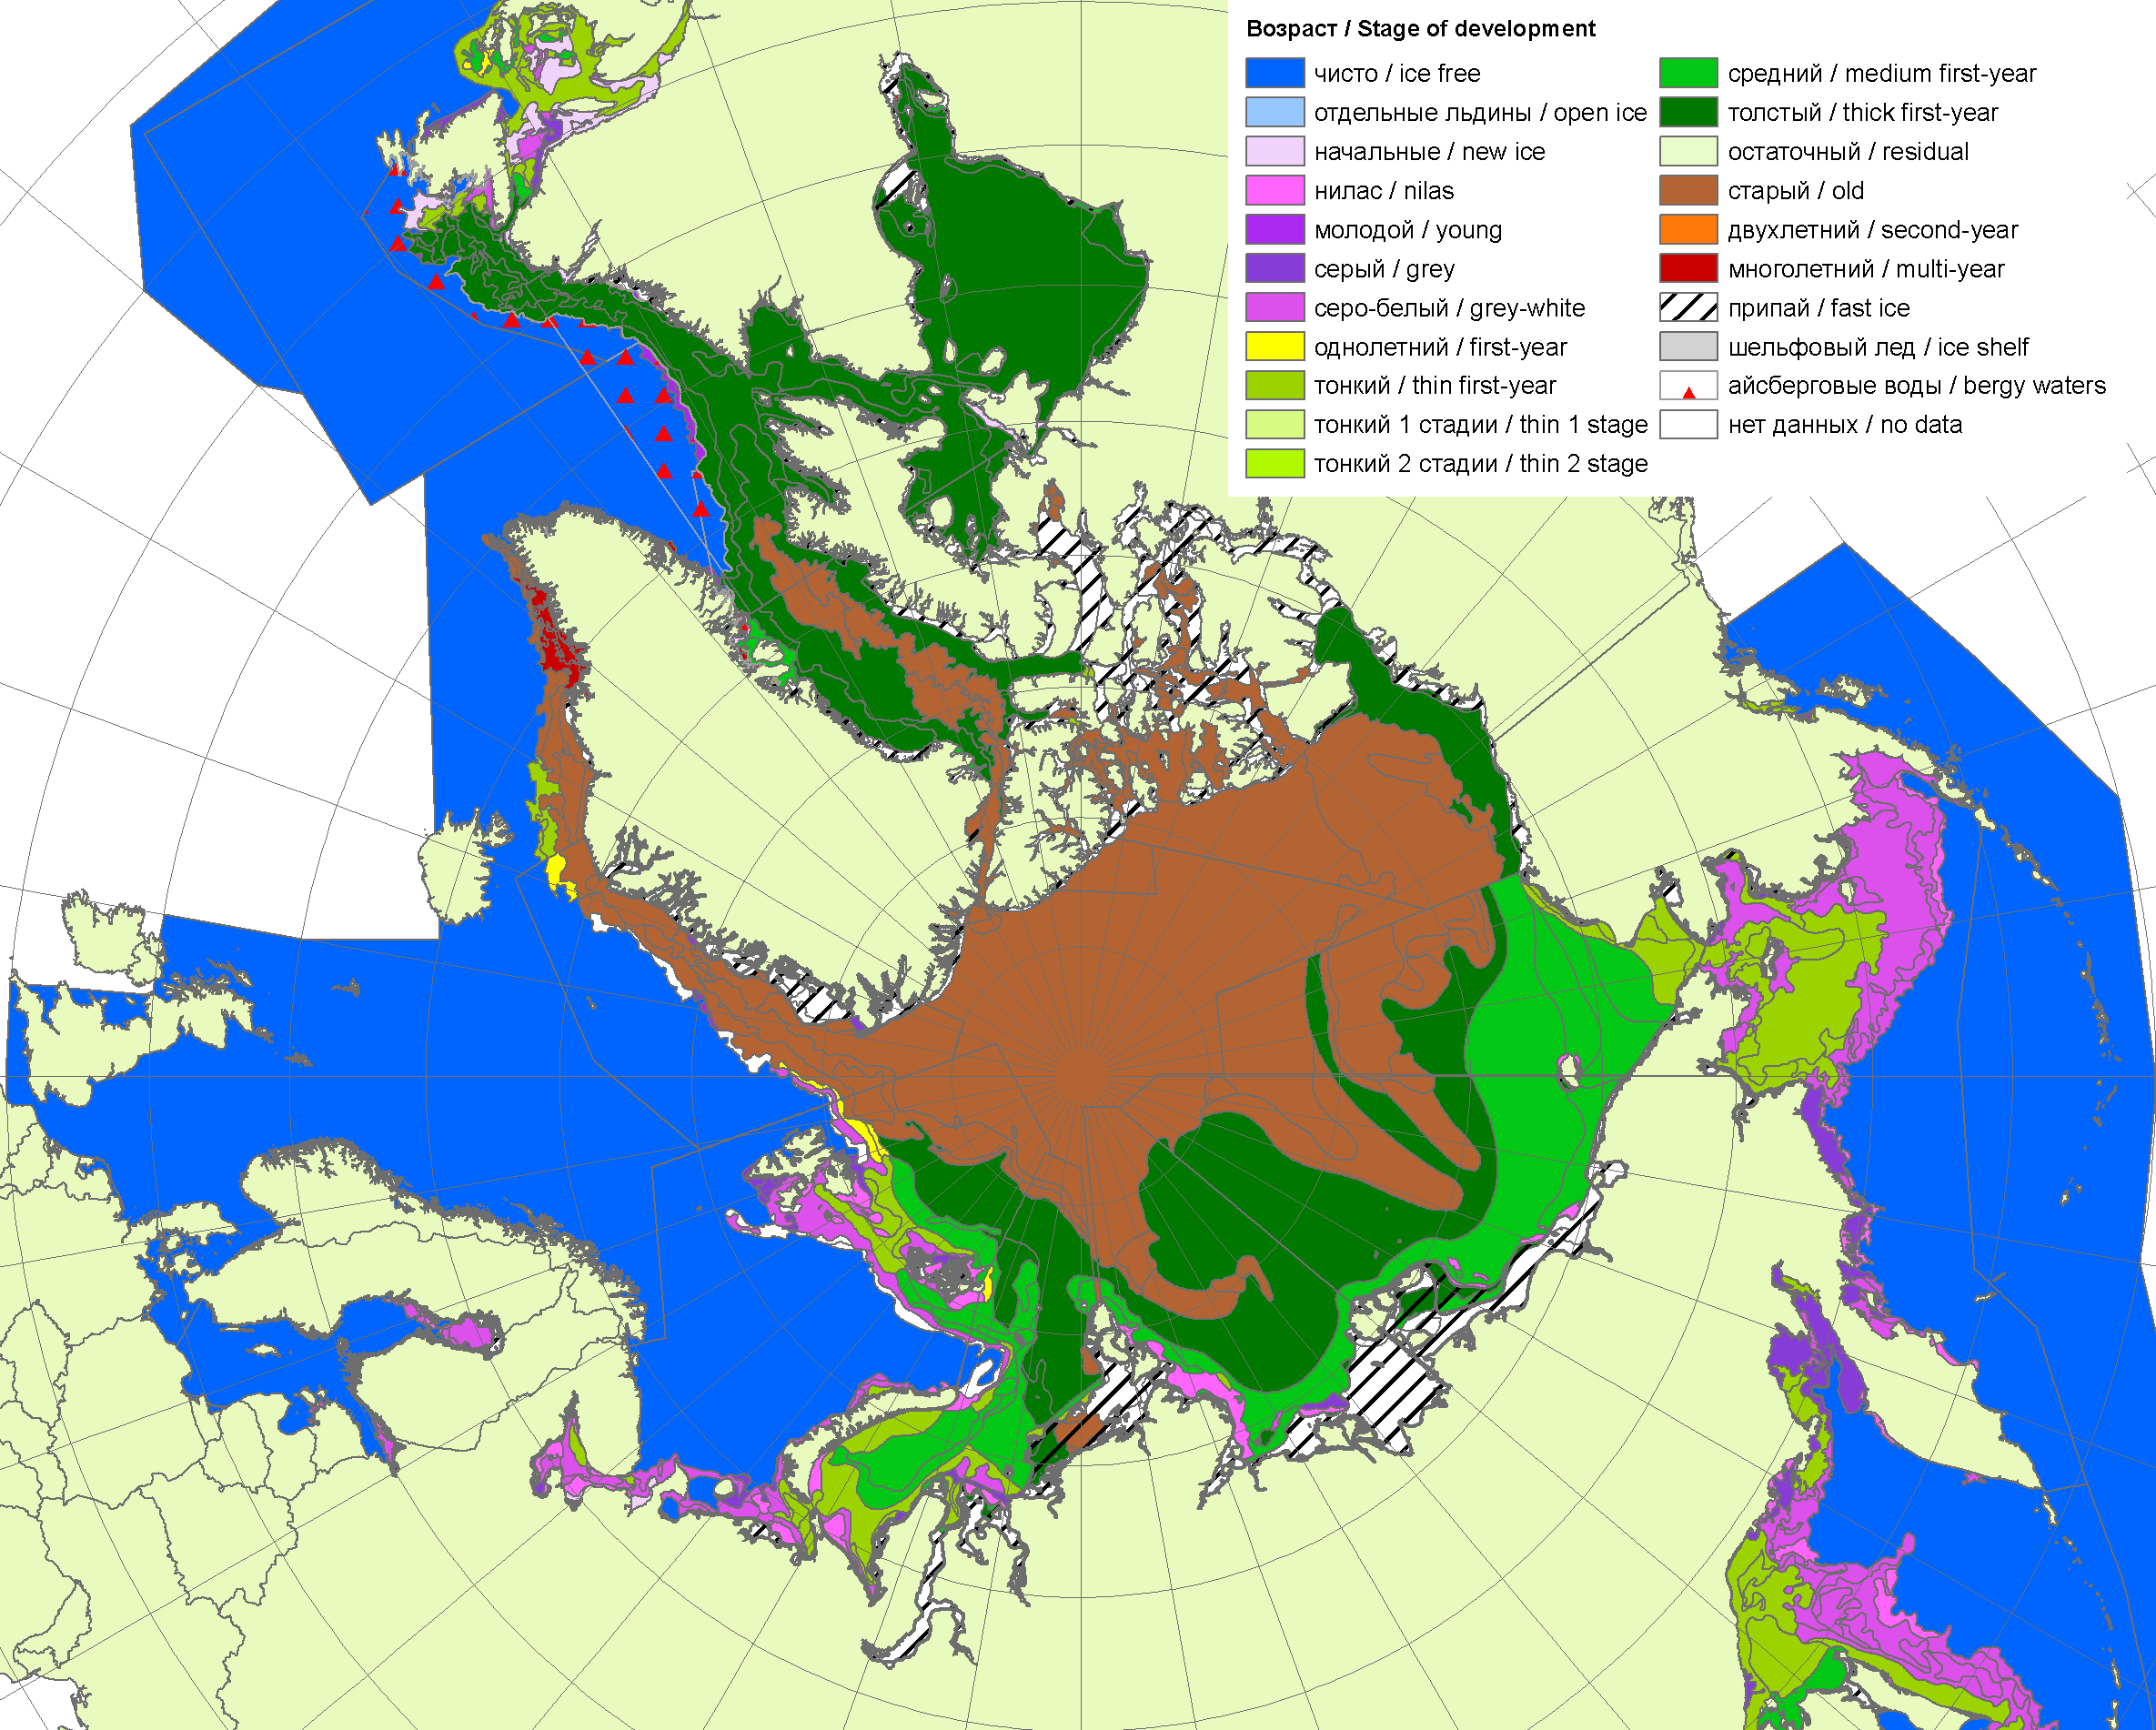 Возраст / Stage of development
чисто / ice free
отдельные льдины / open ice
начальные / new ice
нилас / nilas
молодой / young
серый / grey
серо-белый / grey-white
однолетний / first-year
тонкий / thin first-year
тонкий 1 стадии / thin 1 stage
тонкий 2 стадии / thin 2 stage
средний / medium first-year
толстый / thick first-year
остаточный / residual
старый / old
двухлетний / second-year
многолетний / multi-year
припай / fast ice
шельфовый лед / ice shelf
айсберговые воды / bergy waters
нет данных / no data